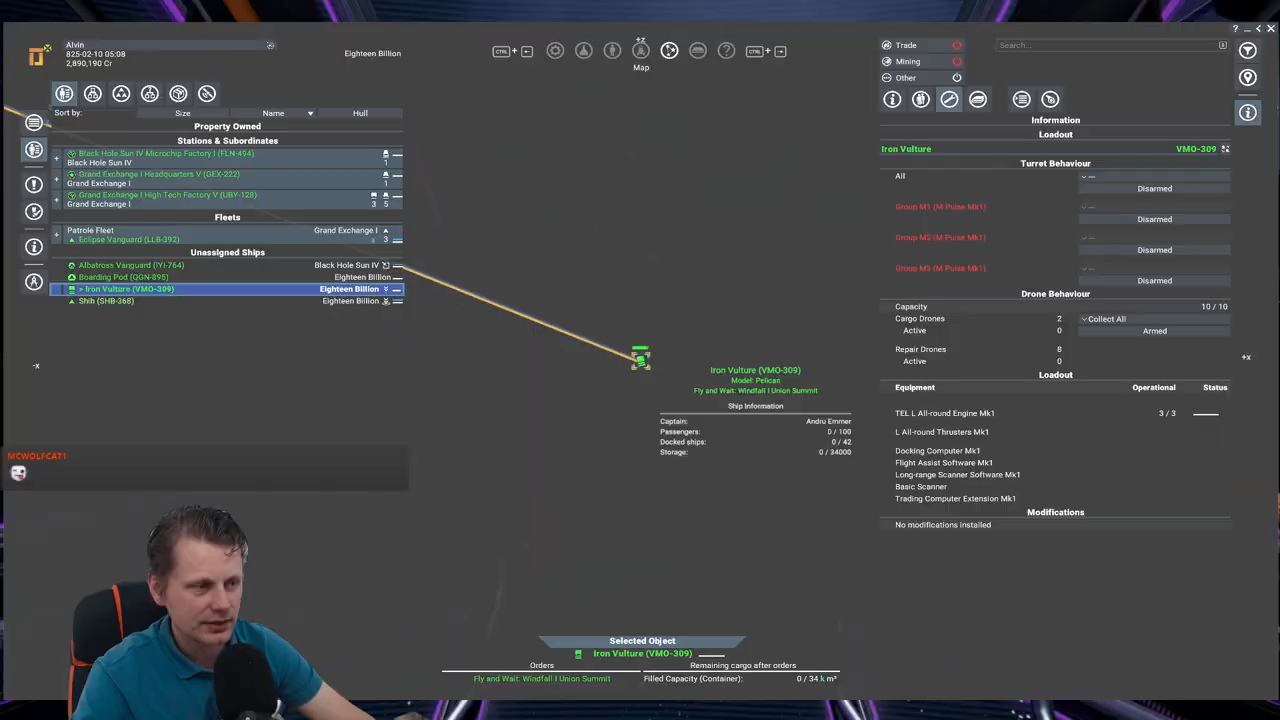 Alvin
825-02-10 05:08
2,890,190 Cr
Eighteen Billion
Sort by:
Size
Name
Hull
Property Owned
Stations & Subordinates
Black Hole Sun IV Microchip Factory I (FLN-494)
Black Hole Sun IV
1
Grand Exchange I Headquarters V (GEX-222)
Grand Exchange I
1
Grand Exchange I High Tech Factory V (UBY-128)
Grand Exchange I
3 5
Fleets
Patrole Fleet
Grand Exchange I
Eclipse Vanguard (LLB-392)
3
Unassigned Ships
Albatross Vanguard (IYI-764)
Black Hole Sun IV
Boarding Pod (QGN-895)
Eighteen Billion
» Iron Vulture (VMO-309)
Eighteen Billion
Shih (SHB-368)
Eighteen Billion
-x
MCWOLFCAT1
CTRL + ←
+Z
?
CTRL + →
Map
Iron Vulture (VMO-309)
Model: Pelican
Fly and Wait: Windfall I Union Summit
Ship Information
Captain: Andru Emmer
Passengers: 0 / 100
Docked ships: 0 / 42
Storage: 0 / 34000
Selected Object
Iron Vulture (VMO-309)
Orders
Remaining cargo after orders
Fly and Wait: Windfall I Union Summit
Filled Capacity (Container): 0 / 34 k m³
? _ < ×
Trade
Mining
Other
Search...
Information
Loadout
Iron Vulture VMO-309
Turret Behaviour
All
Disarmed
Group M1 (M Pulse Mk1)
Disarmed
Group M2 (M Pulse Mk1)
Disarmed
Group M3 (M Pulse Mk1)
Disarmed
Drone Behaviour
Capacity 10 / 10
Cargo Drones 2 Collect All
Active 0 Armed
Repair Drones 8
Active 0
Loadout
Equipment Operational Status
TEL L All-round Engine Mk1 3 / 3
L All-round Thrusters Mk1
Docking Computer Mk1
Flight Assist Software Mk1
Long-range Scanner Software Mk1
Basic Scanner
Trading Computer Extension Mk1
Modifications
No modifications installed
+x